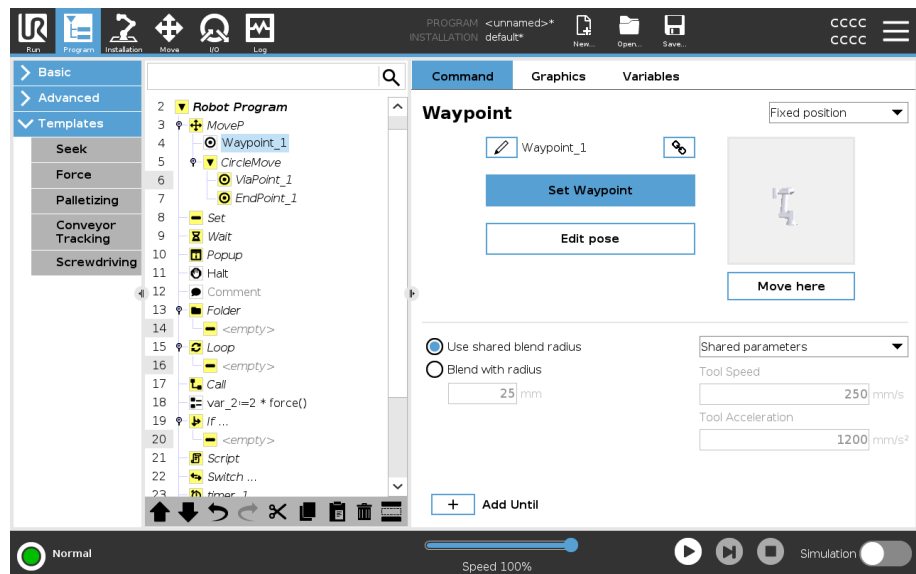 PROGRAM <unnamed>*
INSTALLATION default*
CCCC
CCCC
Run
Program
Installation
Move
I/O
Log
New...
Open...
Save...
Basic
Advanced
Templates
Seek
Force
Palletizing
Conveyor
Tracking
Screwdriving
2 Robot Program
3 MoveP
4 Waypoint_1
5 CircleMove
6 ViaPoint_1
7 EndPoint_1
8 Set
9 Wait
10 Popup
11 Halt
12 Comment
13 Folder
14 <empty>
15 Loop
16 <empty>
17 Call
18 var_2:=2 * force()
19 If ...
20 <empty>
21 Script
22 Switch ...
23 timer_1
Command
Graphics
Variables
Waypoint
Fixed position
Waypoint_1
Set Waypoint
Edit pose
Move here
Use shared blend radius
Blend with radius
25 mm
Shared parameters
Tool Speed
250 mm/s
Tool Acceleration
1200 mm/s²
+ Add Until
Normal
Speed 100%
Simulation